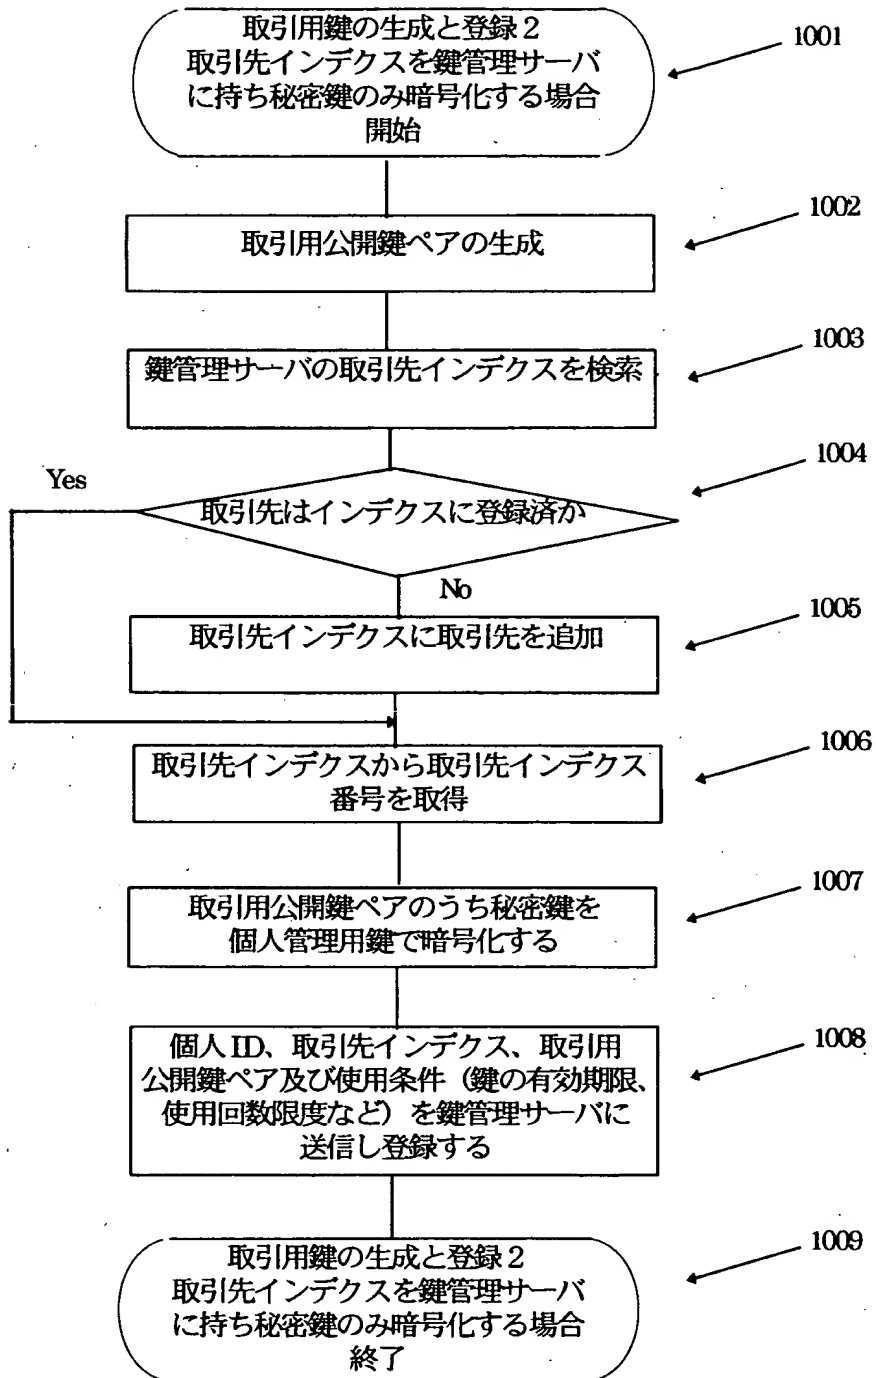 取引用鍵の生成と登録2
取引先インデクスを鍵管理サーバ
に持ち秘密鍵のみ暗号化する場合
開始
1001
取引用公開鍵ペアの生成
1002
鍵管理サーバの取引先インデクスを検索
1003
取引先はインデクスに登録済か
1004
Yes
No
取引先インデクスに取引先を追加
1005
取引先インデクスから取引先インデクス
番号を取得
1006
取引用公開鍵ペアのうち秘密鍵を
個人管理用鍵で暗号化する
1007
個人ID、取引先インデクス、取引用
公開鍵ペア及び使用条件（鍵の有効期限、
使用回数限度など）を鍵管理サーバに
送信し登録する
1008
取引用鍵の生成と登録2
取引先インデクスを鍵管理サーバ
に持ち秘密鍵のみ暗号化する場合
終了
1009